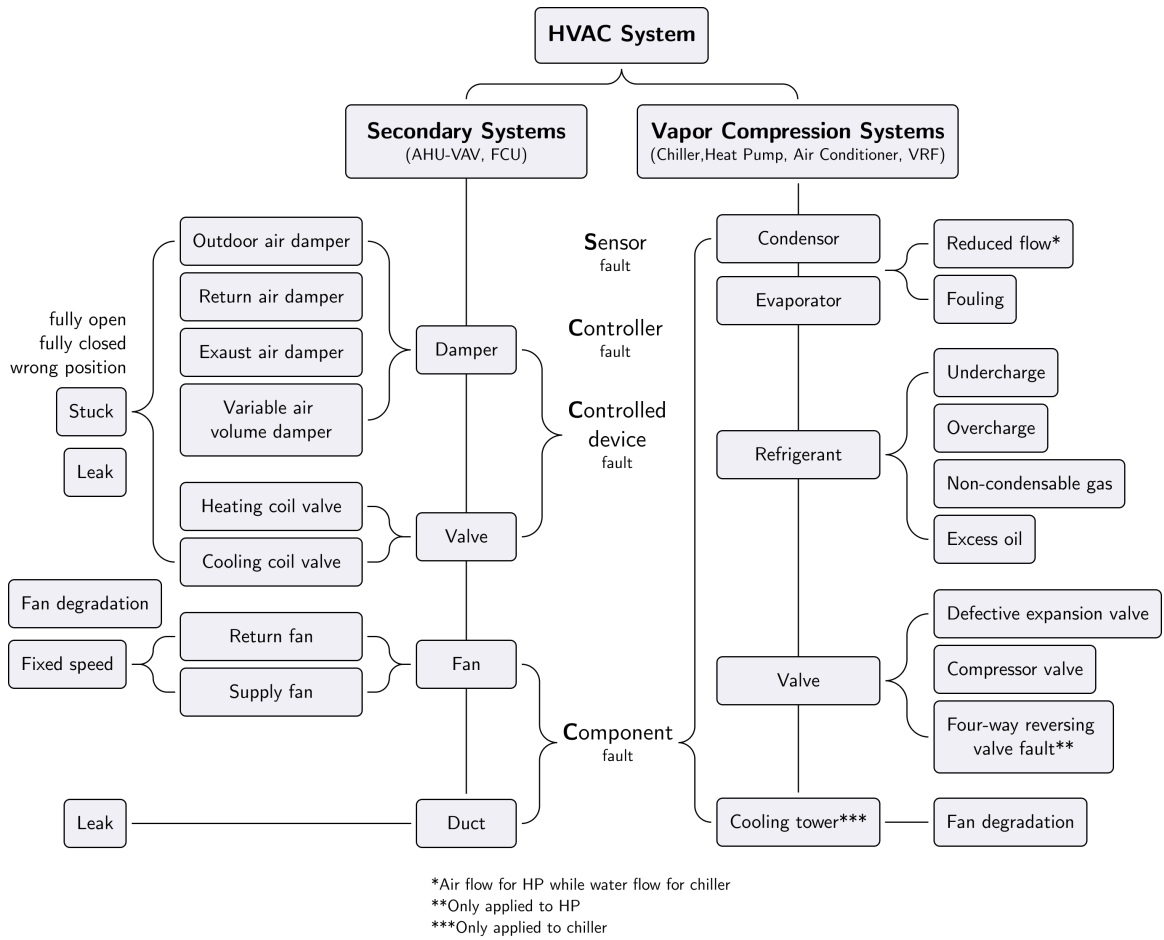 HVAC System
Secondary Systems
(AHU-VAV, FCU)
Vapor Compression Systems
(Chiller,Heat Pump, Air Conditioner, VRF)
fully open
fully closed
wrong position
Stuck
Leak
Outdoor air damper
Return air damper
Exaust air damper
Variable air
volume damper
Heating coil valve
Cooling coil valve
Fan degradation
Fixed speed
Return fan
Supply fan
Leak
Damper
Valve
Fan
Duct
Sensor
fault
Controller
fault
Controlled
device
fault
Component
fault
Condensor
Evaporator
Refrigerant
Valve
Cooling tower***
Reduced flow*
Fouling
Undercharge
Overcharge
Non-condensable gas
Excess oil
Defective expansion valve
Compressor valve
Four-way reversing
valve fault**
Fan degradation
*Air flow for HP while water flow for chiller
**Only applied to HP
***Only applied to chiller